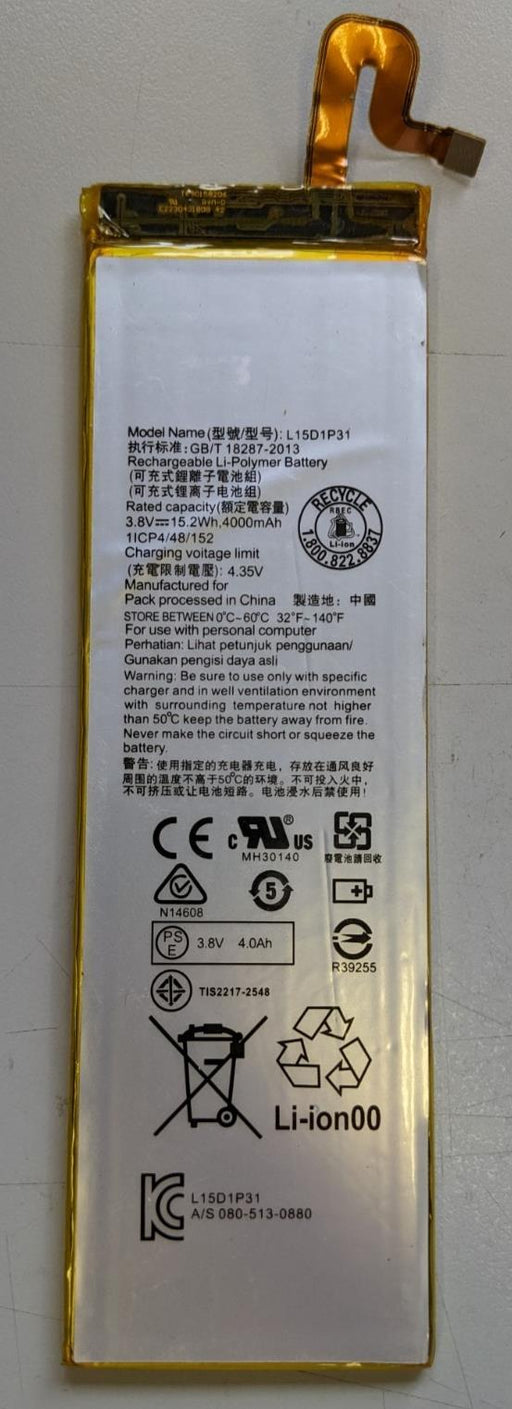 94V-0
Model Name (型號/型号): L15D1P31
执行标准: GB/T 18287-2013
Rechargeable Li-Polymer Battery
(可充式鋰離子電池組)
(可充式锂离子电池组)
Rated capacity(額定電容量)
3.8V⎓15.2Wh,4000mAh
1ICP4/48/152
Charging voltage limit
(充電限制電壓): 4.35V
RECYCLE
RBRC
Li-ion
1.800.822.8837
Manufactured for
Pack processed in China 製造地: 中國
STORE BETWEEN 0°C~60°C 32°F~140°F
For use with personal computer
Perhatian: Lihat petunjuk penggunaan/
Gunakan pengisi daya asli
Warning: Be sure to use only with specific
charger and in well ventilation environment
with surrounding temperature not higher
than 50°C keep the battery away from fire.
Never make the circuit short or squeeze the
battery.
警告: 使用指定的充电器充电，存放在通风良好
周围的温度不高于50°C的环境。不可投入火中，
不可挤压或让电池短路。电池浸水后禁使用！
CE
c RU® US
MH30140
廢電池請回收
N14608
5
R39255
PS
E
3.8V 4.0Ah
TIS2217-2548
Li-ion00
L15D1P31
A/S 080-513-0880